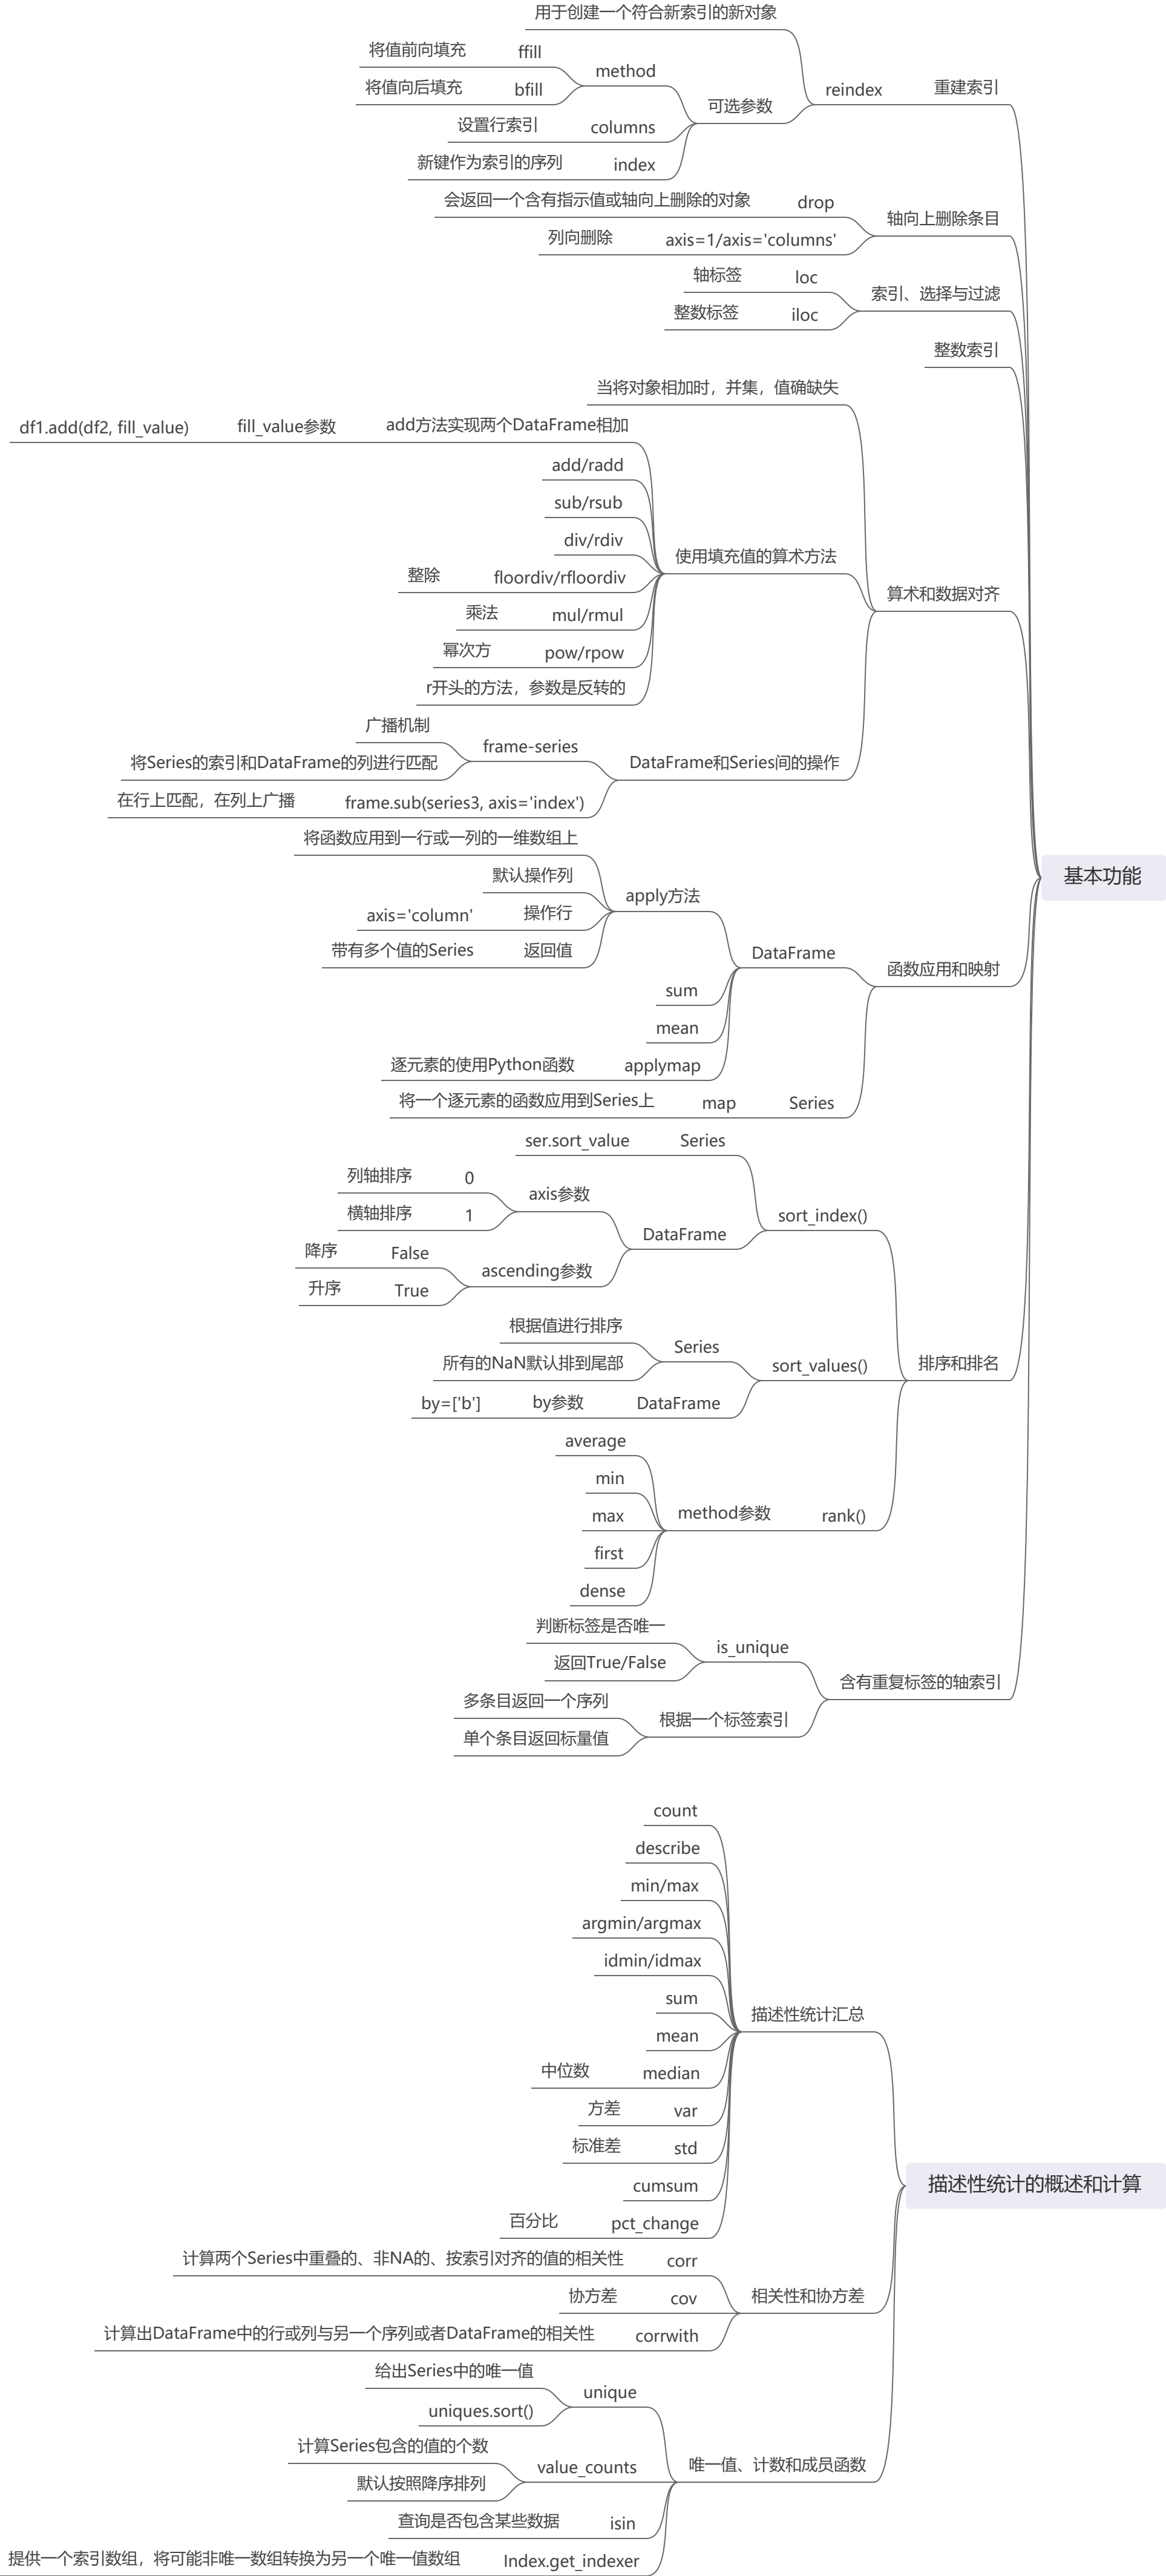 用于创建一个符合新索引的新对象
将值前向填充 ffill
method
将值向后填充 bfill
reindex 重建索引
可选参数
设置行索引 columns
新键作为索引的序列 index
会返回一个含有指示值或轴向上删除的对象 drop
轴向上删除条目
列向删除 axis=1/axis='columns'
轴标签 loc
索引、选择与过滤
整数标签 iloc
整数索引
当将对象相加时，并集，值确缺失
df1.add(df2, fill_value) fill_value参数 add方法实现两个DataFrame相加
add/radd
sub/rsub
div/rdiv
使用填充值的算术方法
整除 floordiv/rfloordiv
算术和数据对齐
乘法 mul/rmul
幂次方 pow/rpow
r开头的方法，参数是反转的
广播机制
frame-series
将Series的索引和DataFrame的列进行匹配
DataFrame和Series间的操作
在行上匹配，在列上广播 frame.sub(series3, axis='index')
将函数应用到一行或一列的一维数组上
默认操作列
基本功能
apply方法
axis='column' 操作行
带有多个值的Series 返回值
DataFrame
函数应用和映射
sum
mean
逐元素的使用Python函数 applymap
将一个逐元素的函数应用到Series上 map Series
ser.sort_value Series
列轴排序 0
axis参数
横轴排序 1
sort_index()
DataFrame
降序 False
ascending参数
升序 True
根据值进行排序
Series
所有的NaN默认排到尾部
sort_values() 排序和排名
by=['b'] by参数 DataFrame
average
min
max
method参数 rank()
first
dense
判断标签是否唯一
is_unique
返回True/False
含有重复标签的轴索引
多条目返回一个序列
根据一个标签索引
单个条目返回标量值
count
describe
min/max
argmin/argmax
idmin/idmax
sum
描述性统计汇总
mean
中位数 median
方差 var
标准差 std
描述性统计的概述和计算
cumsum
百分比 pct_change
计算两个Series中重叠的、非NA的、按索引对齐的值的相关性 corr
协方差 cov 相关性和协方差
计算出DataFrame中的行或列与另一个序列或者DataFrame的相关性 corrwith
给出Series中的唯一值
unique
uniques.sort()
计算Series包含的值的个数
value_counts 唯一值、计数和成员函数
默认按照降序排列
查询是否包含某些数据 isin
提供一个索引数组，将可能非唯一数组转换为另一个唯一值数组 Index.get_indexer